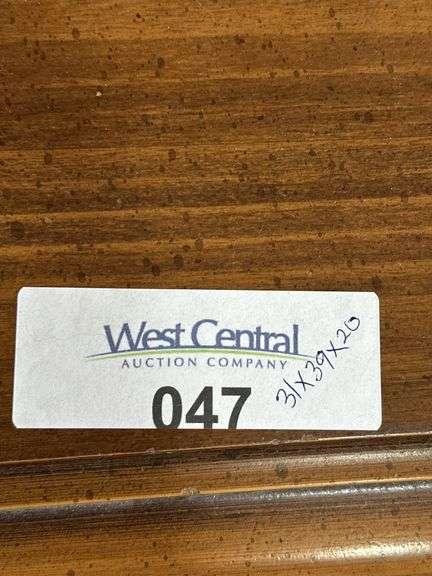 West Central
AUCTION COMPANY
047
31x39x20